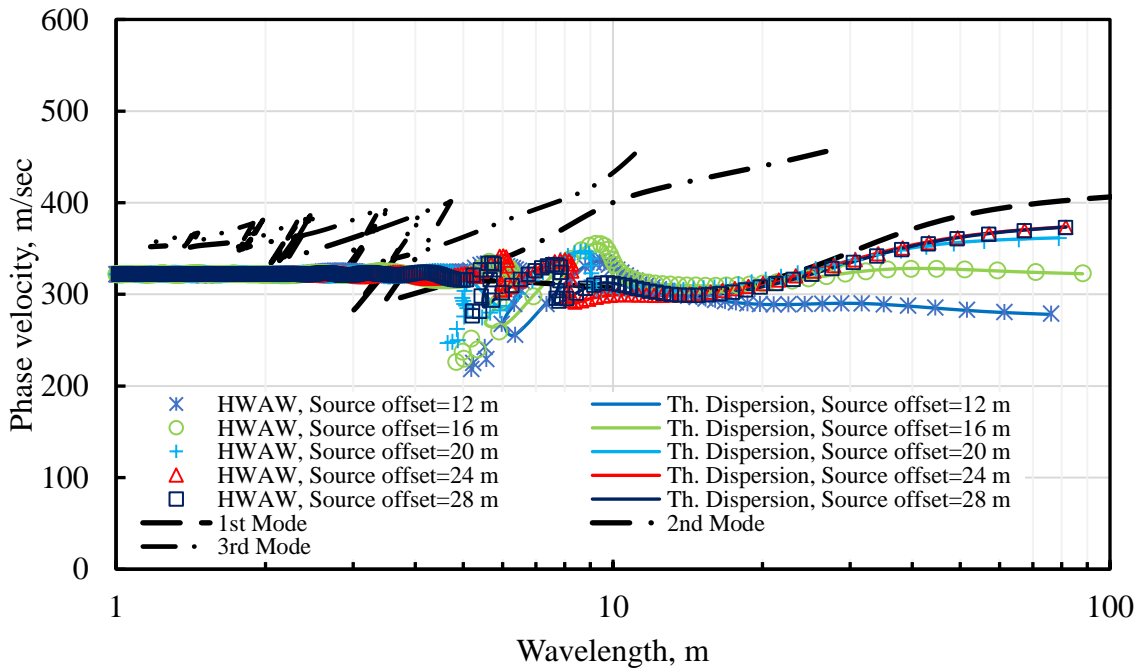 600
500
400
300
200
100
0
Phase velocity, m/sec
HWAW, Source offset=12 m
Th. Dispersion, Source offset=12 m
HWAW, Source offset=16 m
Th. Dispersion, Source offset=16 m
HWAW, Source offset=20 m
Th. Dispersion, Source offset=20 m
HWAW, Source offset=24 m
Th. Dispersion, Source offset=24 m
HWAW, Source offset=28 m
Th. Dispersion, Source offset=28 m
1st Mode
2nd Mode
3rd Mode
1
10
100
Wavelength, m